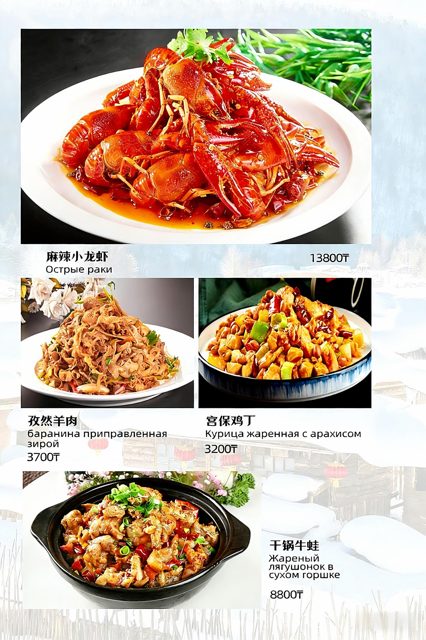 麻辣小龙虾
Острые раки
13800₸
孜然羊肉
баранина приправленная
зирой
3700₸
宫保鸡丁
Курица жаренная с арахисом
3200₸
干锅牛蛙
Жареный
лягушонок в
сухом горшке
8800₸